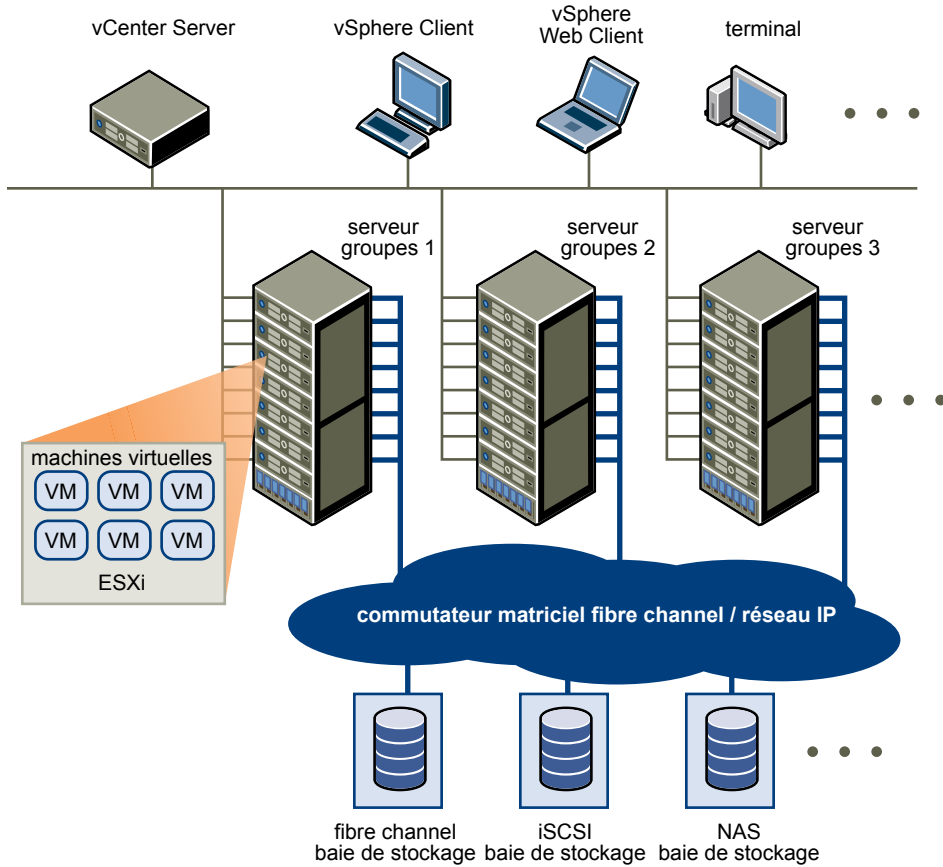 vCenter Server
vSphere Client
vSphere
Web Client
terminal
serveur
groupes 1
serveur
groupes 2
serveur
groupes 3
machines virtuelles
VM VM VM
VM VM VM
ESXi
commutateur matriciel fibre channel / réseau IP
fibre channel
baie de stockage
iSCSI
baie de stockage
NAS
baie de stockage